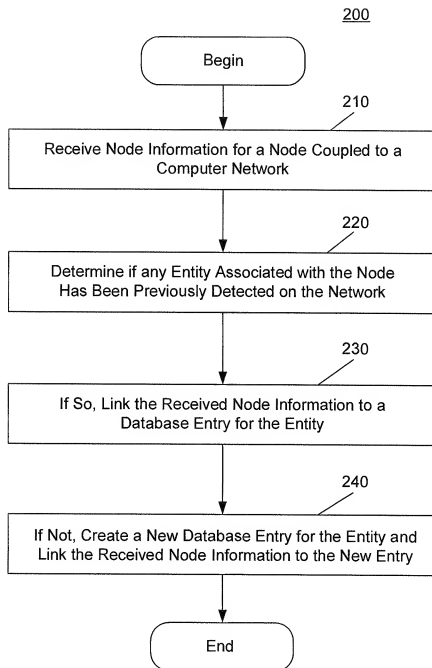 200
Begin
210
Receive Node Information for a Node Coupled to a
Computer Network
220
Determine if any Entity Associated with the Node
Has Been Previously Detected on the Network
230
If So, Link the Received Node Information to a
Database Entry for the Entity
240
If Not, Create a New Database Entry for the Entity and
Link the Received Node Information to the New Entry
End